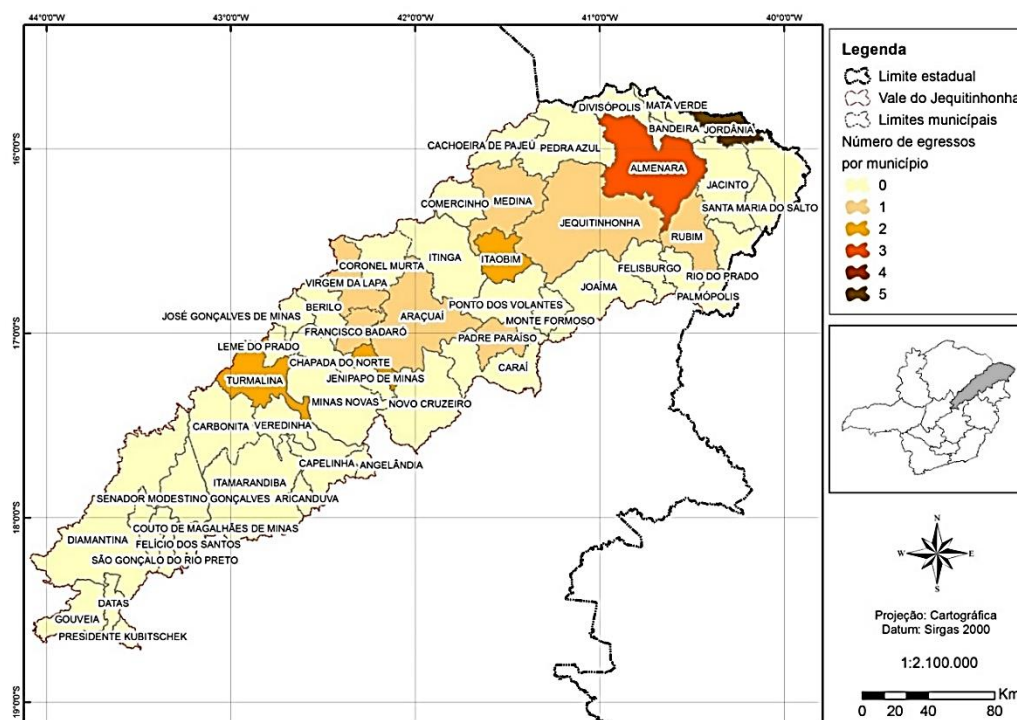 44°0'0"O 43°0'0"O 42°0'0"O 41°0'0"O 40°0'0"O
16°0'0"S
17°0'0"S
18°0'0"S
19°0'0"S
DIVISÓPOLIS
MATA VERDE
BANDEIRA
JORDÂNIA
CACHOEIRA DE PAJEÚ
PEDRA AZUL
ALMENARA
JACINTO
COMERCINHO
MEDINA
SANTA MARIA DO SALTO
JEQUITINHONHA
RUBIM
ITINGA
ITAOBIM
CORONEL MURTA
FELISBURGO
RIO DO PRADO
VIRGEM DA LAPA
JOAÍMA
PALMÓPOLIS
BERILO
PONTO DOS VOLANTES
JOSÉ GONÇALVES DE MINAS
ARAÇUAÍ
MONTE FORMOSO
FRANCISCO BADARÓ
PADRE PARAÍSO
LEME DO PRADO
CHAPADA DO NORTE
CARAÍ
TURMALINA
JENIPAPO DE MINAS
MINAS NOVAS
NOVO CRUZEIRO
CARBONITA
VEREDINHA
CAPELINHA
ANGELÂNDIA
ITAMARANDIBA
SENADOR MODESTINO GONÇALVES
ARICANDUVA
COUTO DE MAGALHÃES DE MINAS
DIAMANTINA
FELÍCIO DOS SANTOS
SÃO GONÇALO DO RIO PRETO
DATAS
GOUVEIA
PRESIDENTE KUBITSCHEK
Legenda
Limite estadual
Vale do Jequitinhonha
Limites municípais
Número de egressos
por município
0
1
2
3
4
5
N
W E
S
Projeção: Cartográfica
Datum: Sirgas 2000
1:2.100.000
Km
0 20 40 80